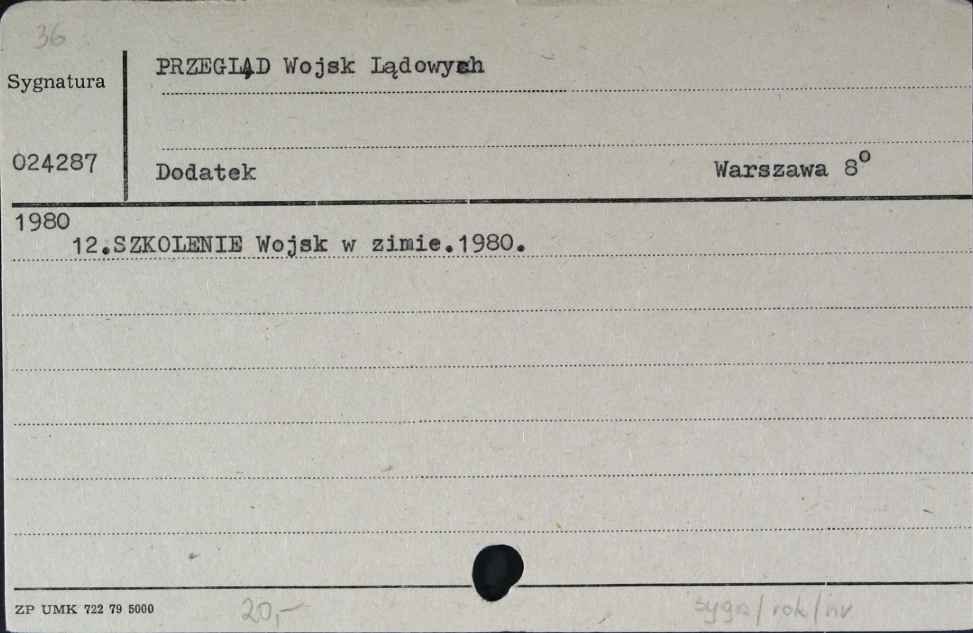 36
Sygnatura
PRZEGLĄD Wojsk Lądowych
024287
Dodatek Warszawa 8º
1980
12.SZKOLENIE Wojsk w zimie.1980.
ZP UMK 722 79 5000
20,-
sygn/rok/nr